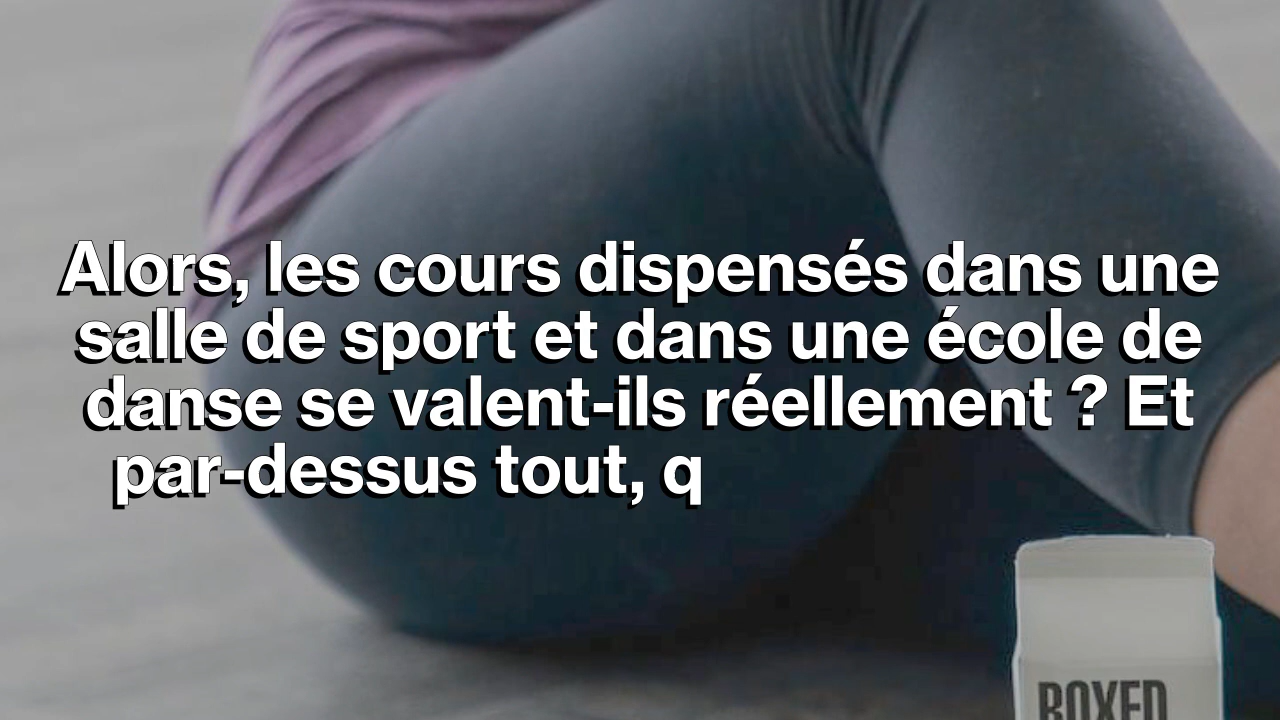 Alors, les cours dispensés dans une
salle de sport et dans une école de
danse se valent-ils réellement ? Et
par-dessus tout, q
BOXED